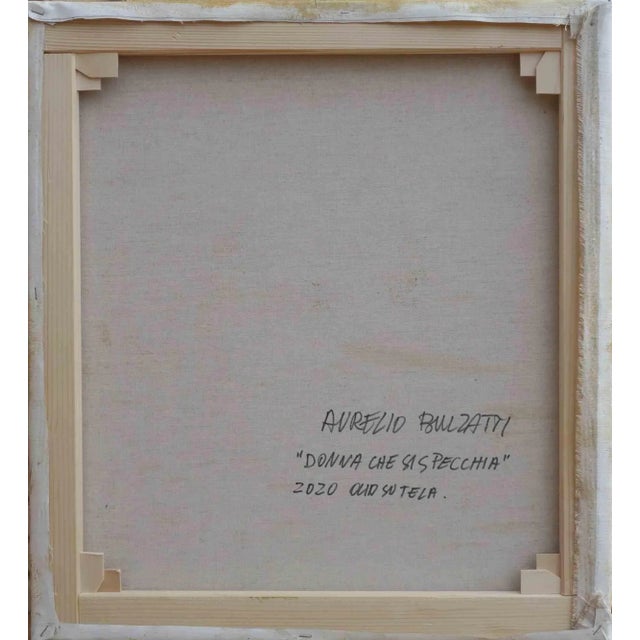 AURELIO BULZATTI
"DONNA CHE SI SPECCHIA"
2020 OLIO SU TELA.